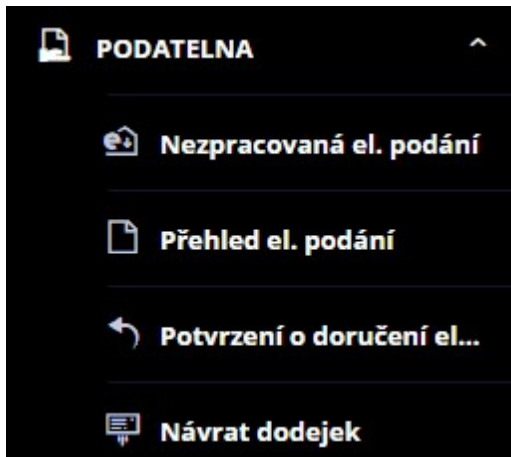 PODATELNA
Nezpracovaná el. podání
Přehled el. podání
Potvrzení o doručení el...
Návrat dodejek